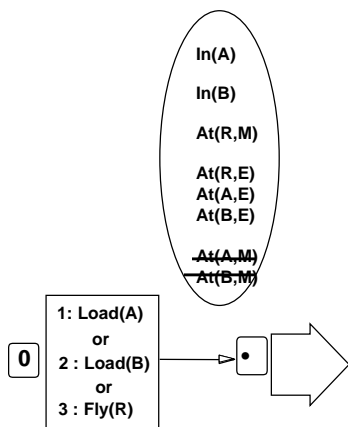 In(A)
In(B)
At(R,M)
At(R,E)
At(A,E)
At(B,E)
At(A,M)
At(B,M)
1: Load(A)
or
0
2 : Load(B)
or
3 : Fly(R)